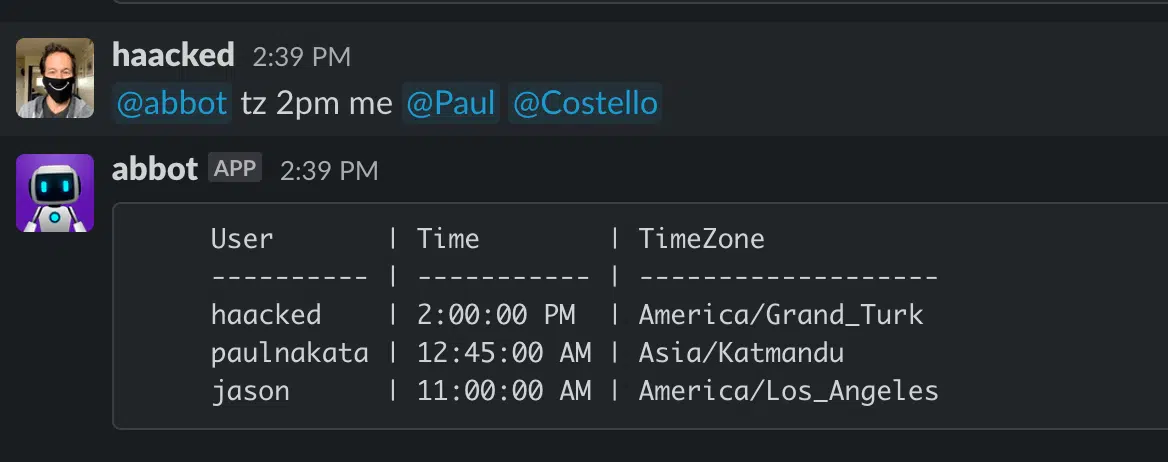 haacked 2:39 PM
@abbot tz 2pm me @Paul @Costello
abbot APP 2:39 PM
User | Time | TimeZone
---------- | ----------- | -------------------
haacked | 2:00:00 PM | America/Grand_Turk
paulnakata | 12:45:00 AM | Asia/Katmandu
jason | 11:00:00 AM | America/Los_Angeles